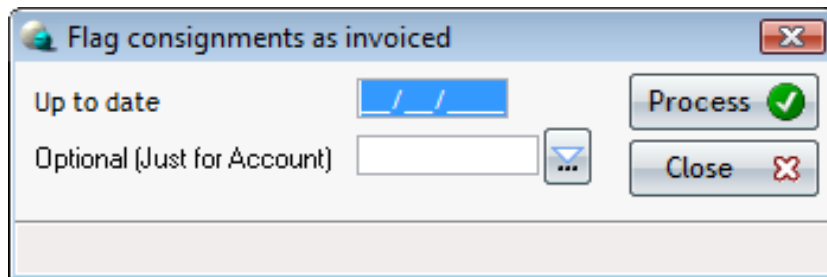 Flag consignments as invoiced
Up to date __/__/____ Process
Optional (Just for Account) ... Close